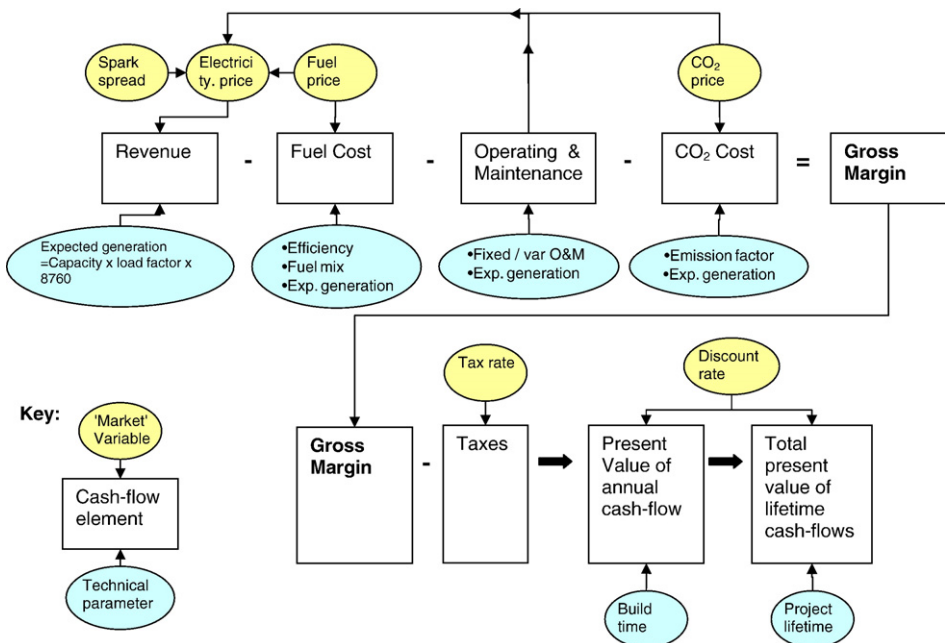 Spark
spread
Electrici
ty. price
Fuel
price
CO₂
price
Revenue
-
Fuel Cost
-
Operating &
Maintenance
-
CO₂ Cost
=
Gross
Margin
Expected generation
=Capacity x load factor x
8760
•Efficiency
•Fuel mix
•Exp. generation
•Fixed / var O&M
•Exp. generation
•Emission factor
•Exp. generation
Tax rate
Discount
rate
Key:
'Market'
Variable
Cash-flow
element
Technical
parameter
Gross
Margin
-
Taxes
Present
Value of
annual
cash-flow
Total
present
value of
lifetime
cash-flows
Build
time
Project
lifetime